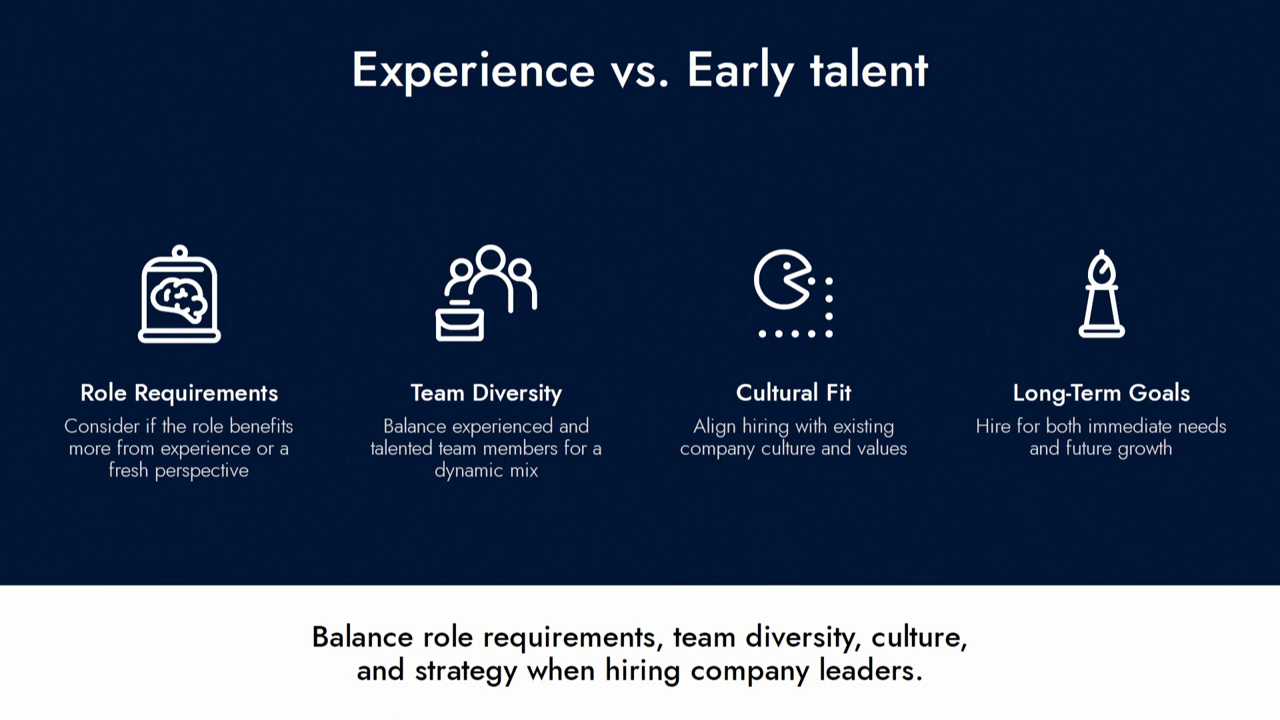 Experience vs. Early talent
Role Requirements
Consider if the role benefits
more from experience or a
fresh perspective
Team Diversity
Balance experienced and
talented team members for a
dynamic mix
Cultural Fit
Align hiring with existing
company culture and values
Long-Term Goals
Hire for both immediate needs
and future growth
Balance role requirements, team diversity, culture,
and strategy when hiring company leaders.